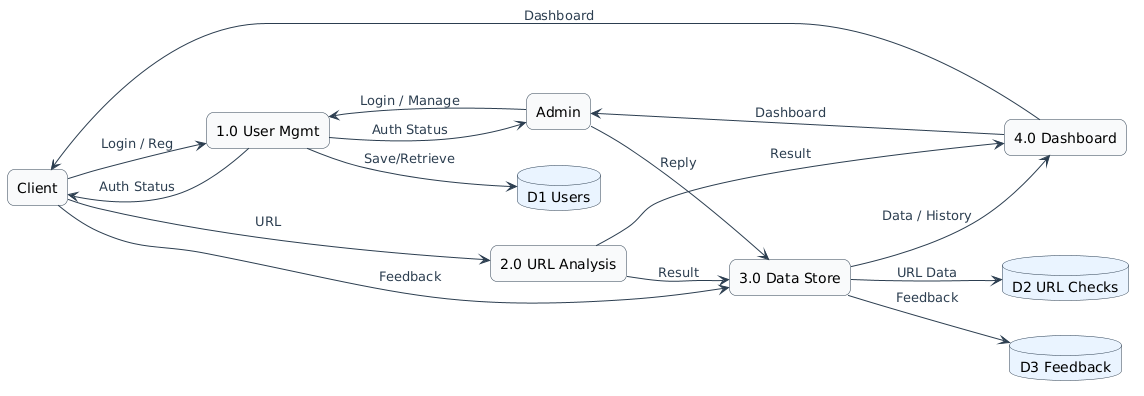 Dashboard
Login / Manage
Admin
Dashboard
1.0 User Mgmt
Auth Status
4.0 Dashboard
Login / Reg
Result
Save/Retrieve
Reply
Client
Auth Status
D1 Users
Data / History
URL
2.0 URL Analysis
Result
3.0 Data Store
URL Data
Feedback
D2 URL Checks
Feedback
D3 Feedback